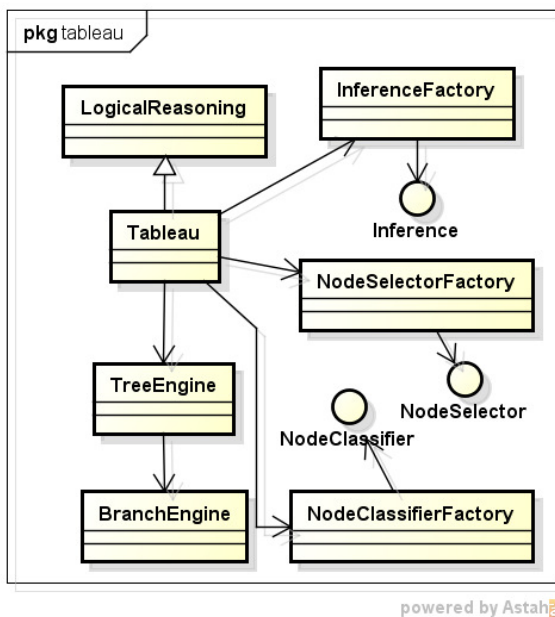 pkg tableau
LogicalReasoning
InferenceFactory
Inference
Tableau
NodeSelectorFactory
TreeEngine
NodeSelector
NodeClassifier
BranchEngine
NodeClassifierFactory
powered by Astah